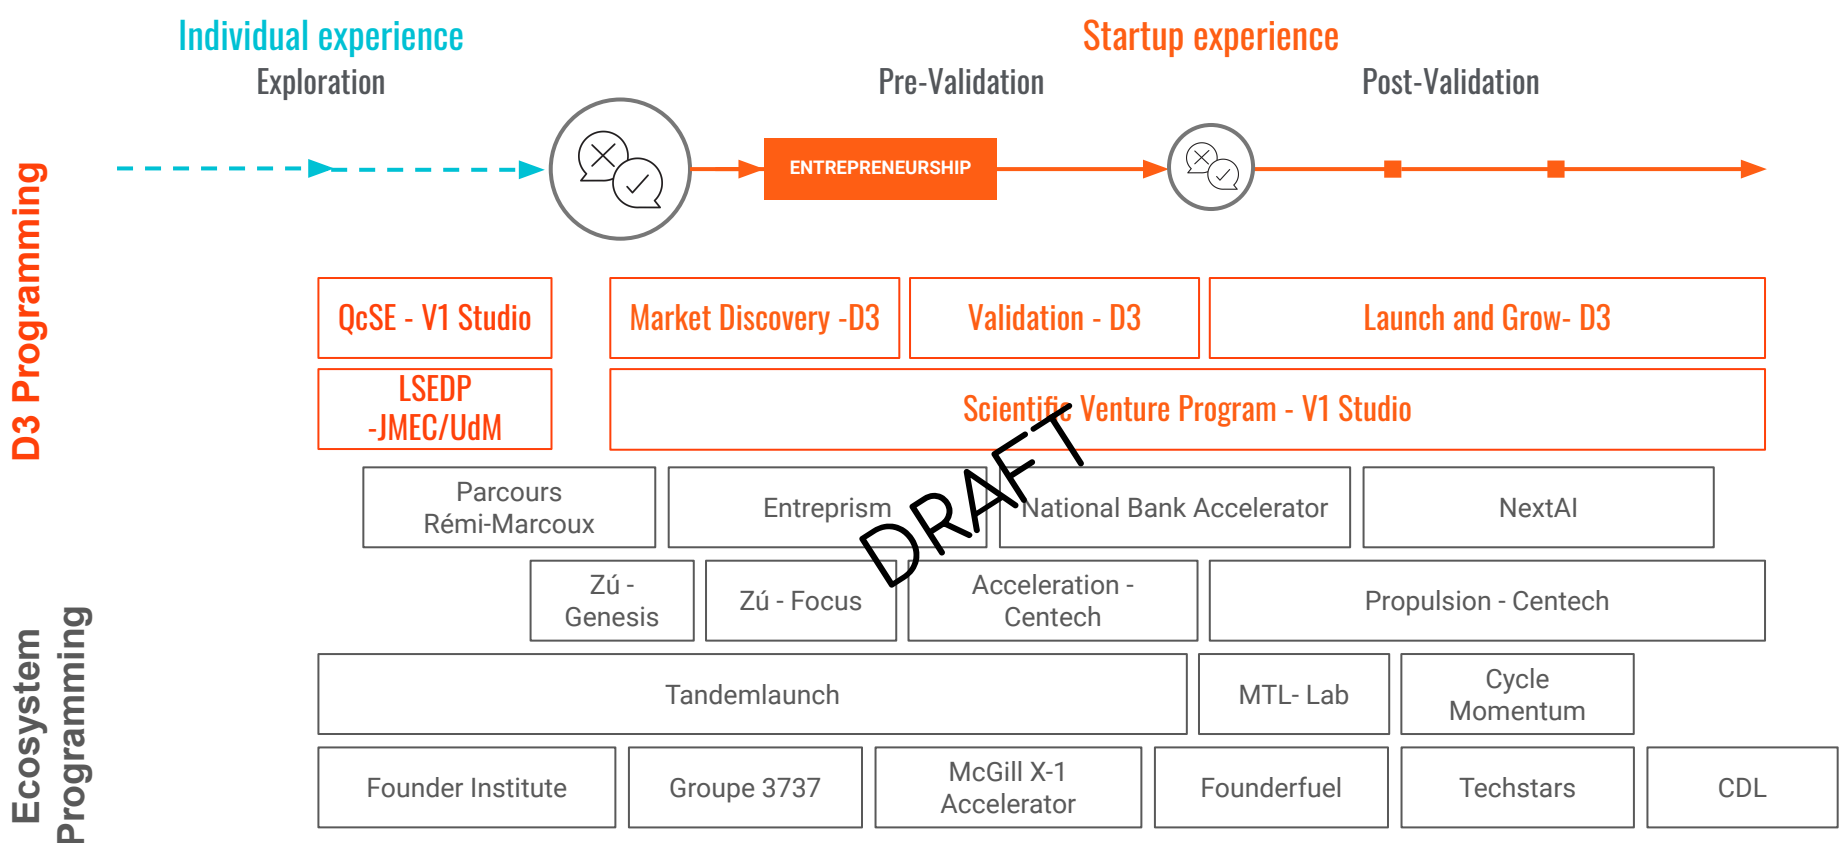 Individual experience
Startup experience
Exploration
Pre-Validation
Post-Validation
ENTREPRENEURSHIP
D3 Programming
QcSE - V1 Studio
Market Discovery -D3
Validation - D3
Launch and Grow- D3
LSEDP
-JMEC/UdM
Scientific Venture Program - V1 Studio
DRAFT
Ecosystem
Programming
Parcours
Rémi-Marcoux
Entreprism
National Bank Accelerator
NextAI
Zú -
Genesis
Zú - Focus
Acceleration -
Centech
Propulsion - Centech
Tandemlaunch
MTL- Lab
Cycle
Momentum
Founder Institute
Groupe 3737
McGill X-1
Accelerator
Founderfuel
Techstars
CDL